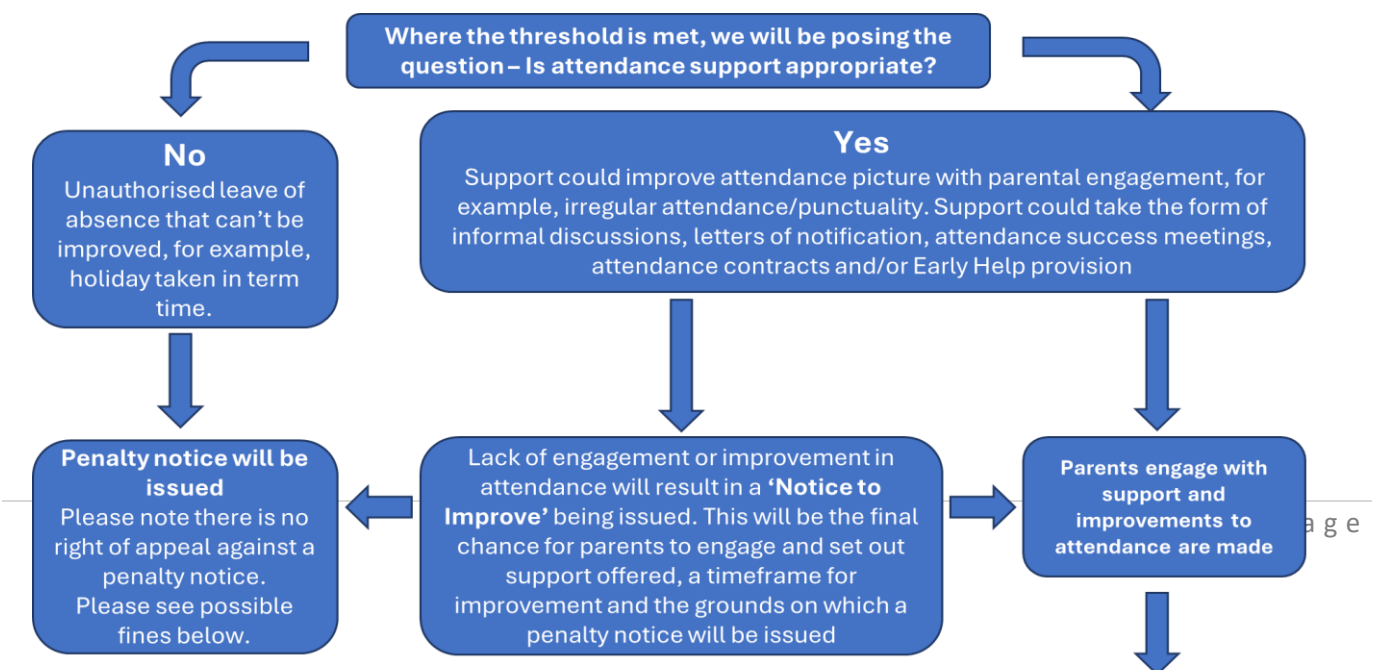 Where the threshold is met, we will be posing the
question – Is attendance support appropriate?
No
Unauthorised leave of
absence that can't be
improved, for example,
holiday taken in term
time.
Yes
Support could improve attendance picture with parental engagement, for
example, irregular attendance/punctuality. Support could take the form of
informal discussions, letters of notification, attendance success meetings,
attendance contracts and/or Early Help provision
Penalty notice will be
issued
Please note there is no
right of appeal against a
penalty notice.
Please see possible
fines below.
Lack of engagement or improvement in
attendance will result in a ‘Notice to
Improve’ being issued. This will be the final
chance for parents to engage and set out
support offered, a timeframe for
improvement and the grounds on which a
penalty notice will be issued
Parents engage with
support and
improvements to
attendance are made
a g e